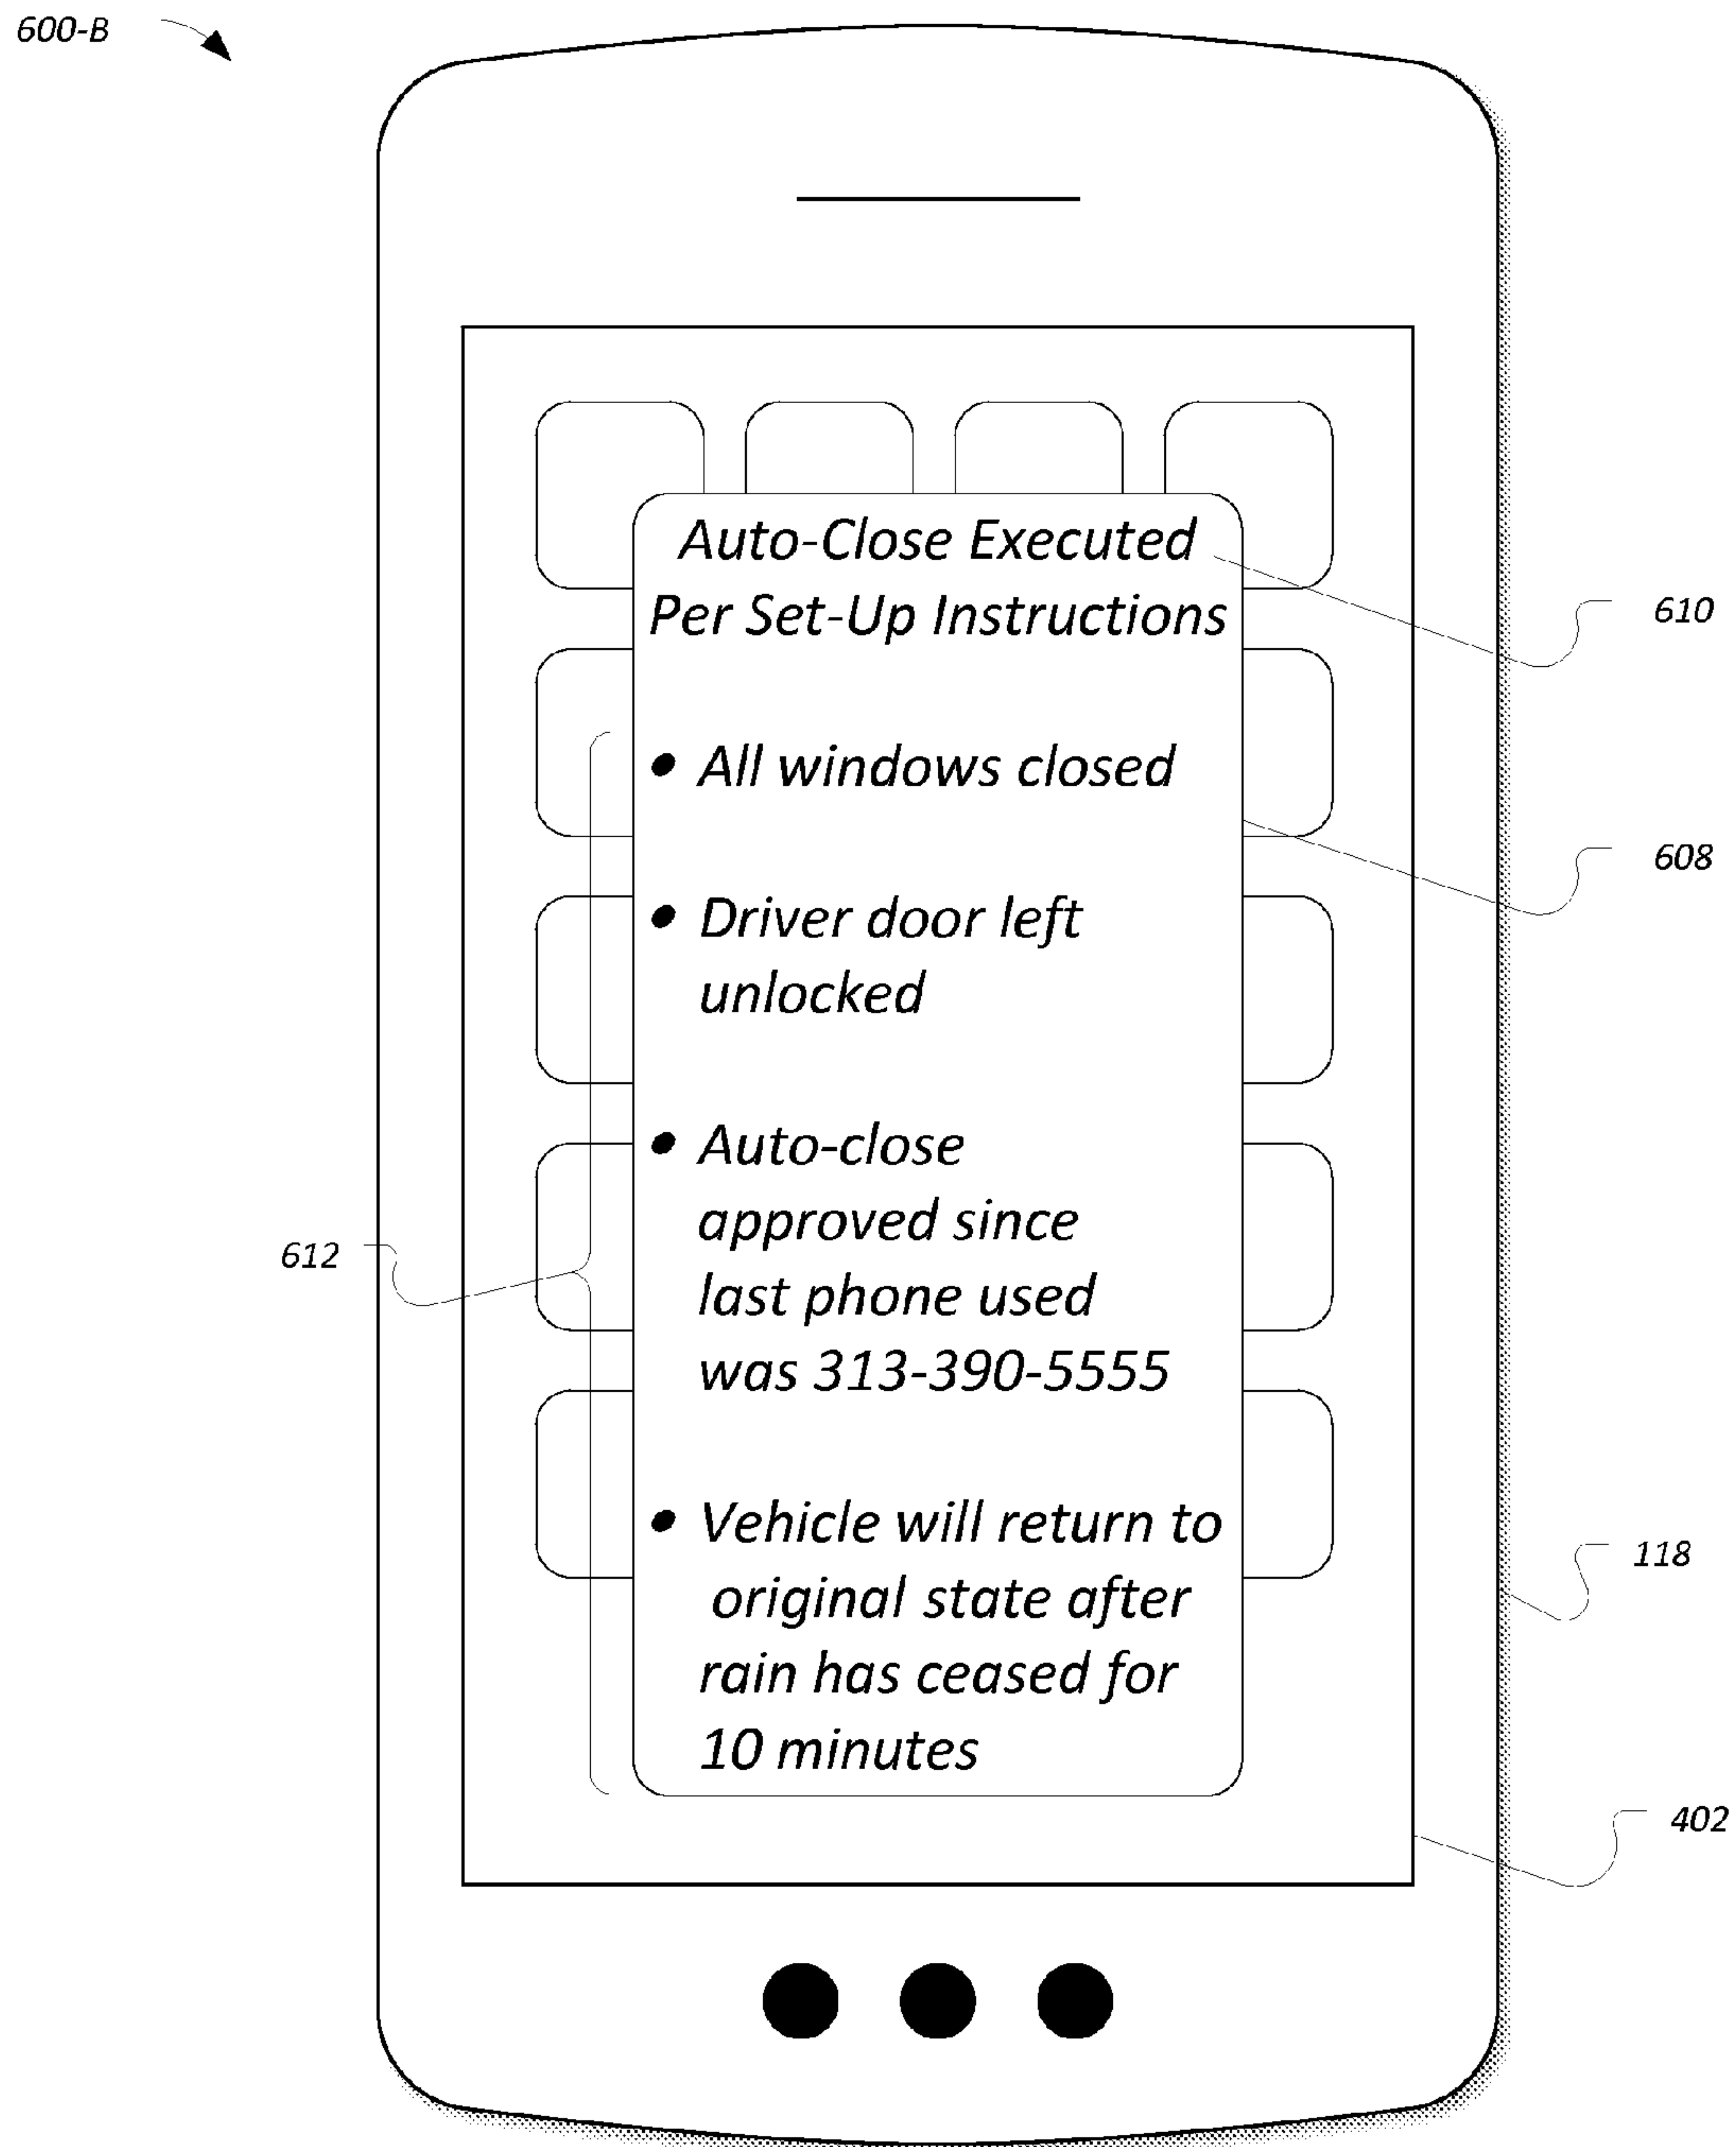 600-B
Auto-Close Executed
Per Set-Up Instructions
610
• All windows closed
608
• Driver door left
unlocked
• Auto-close
approved since
612
last phone used
was 313-390-5555
• Vehicle will return to
118
original state after
rain has ceased for
10 minutes
402